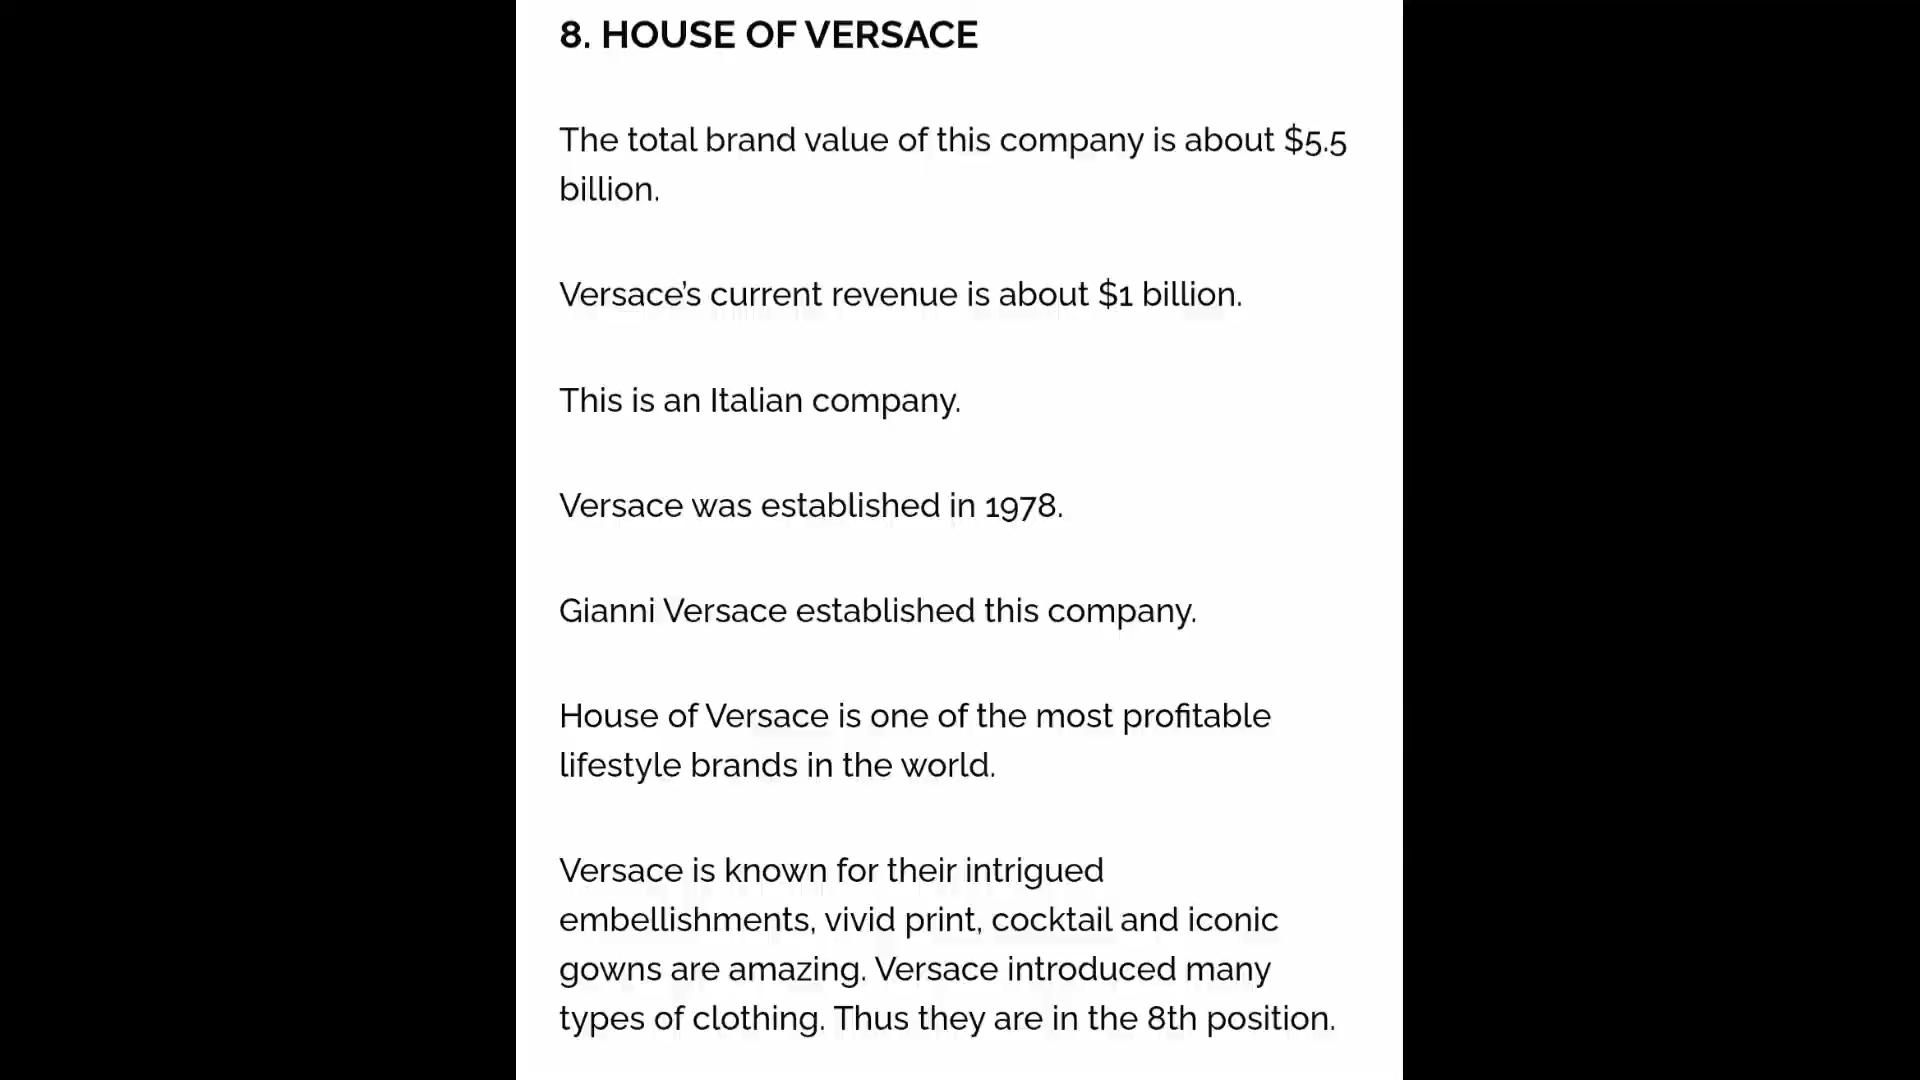 8. HOUSE OF VERSACE
The total brand value of this company is about $5.5
billion.
Versace’s current revenue is about $1 billion.
This is an Italian company.
Versace was established in 1978.
Gianni Versace established this company.
House of Versace is one of the most profitable
lifestyle brands in the world.
Versace is known for their intrigued
embellishments, vivid print, cocktail and iconic
gowns are amazing. Versace introduced many
types of clothing. Thus they are in the 8th position.